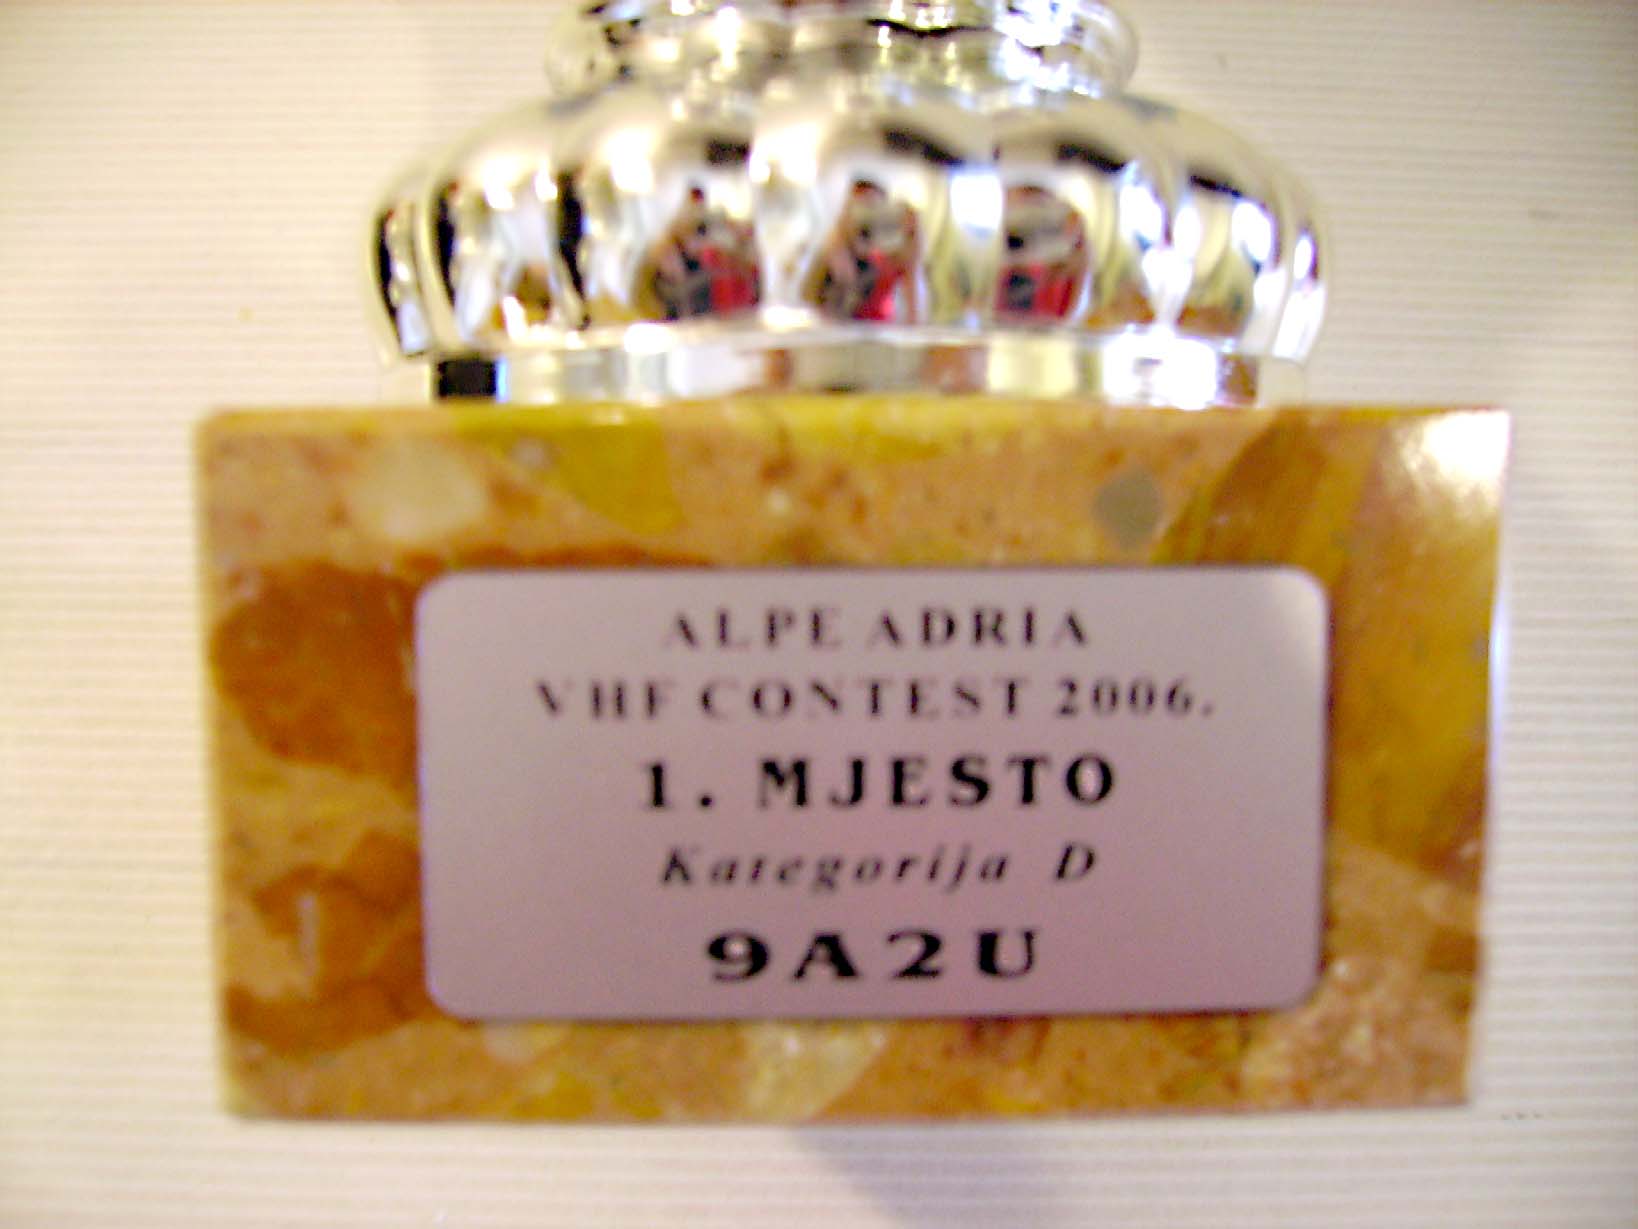 ALPE ADRIA
VHF CONTEST 2006.
1. MJESTO
Kategorija D
9A2U